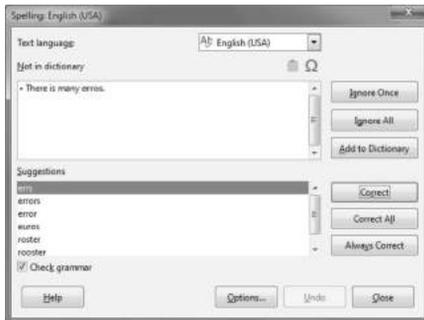 Spelling: English (USA)
Text language:
English (USA)
Not in dictionary
• There is many erros.
Ignore Once
Ignore All
Add to Dictionary
Suggestions
errs
errors
error
euros
roster
rooster
Correct
Correct All
Always Correct
Check grammar
Help
Options...
Undo
Close